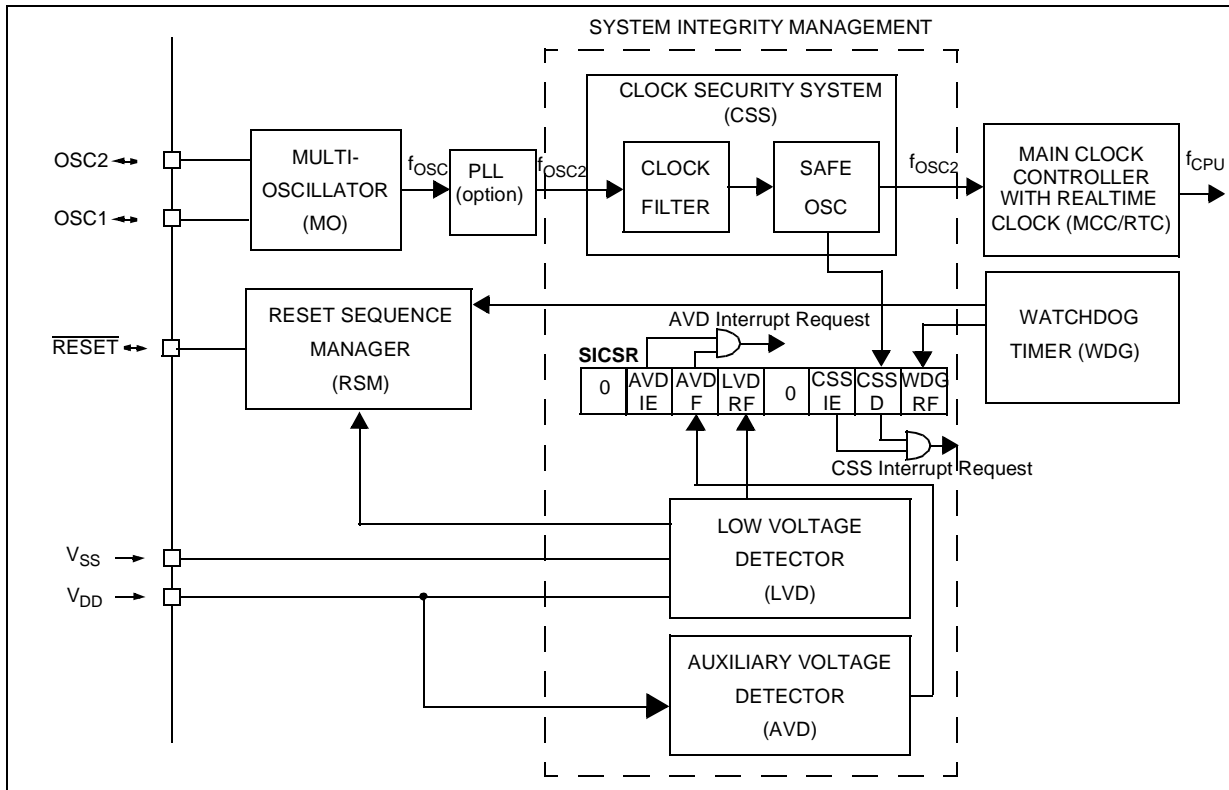 SYSTEM INTEGRITY MANAGEMENT
CLOCK SECURITY SYSTEM
(CSS)
OSC2
OSC1
MULTI-
OSCILLATOR
(MO)
fOSC
PLL
(option)
fOSC2
CLOCK
FILTER
SAFE
OSC
fOSC2
MAIN CLOCK
CONTROLLER
WITH REALTIME
CLOCK (MCC/RTC)
fCPU
RESET
RESET SEQUENCE
MANAGER
(RSM)
AVD Interrupt Request
WATCHDOG
TIMER (WDG)
SICSR
0
AVD
IE
AVD
F
LVD
RF
0
CSS
IE
CSS
D
WDG
RF
CSS Interrupt Request
VSS
VDD
LOW VOLTAGE
DETECTOR
(LVD)
AUXILIARY VOLTAGE
DETECTOR
(AVD)